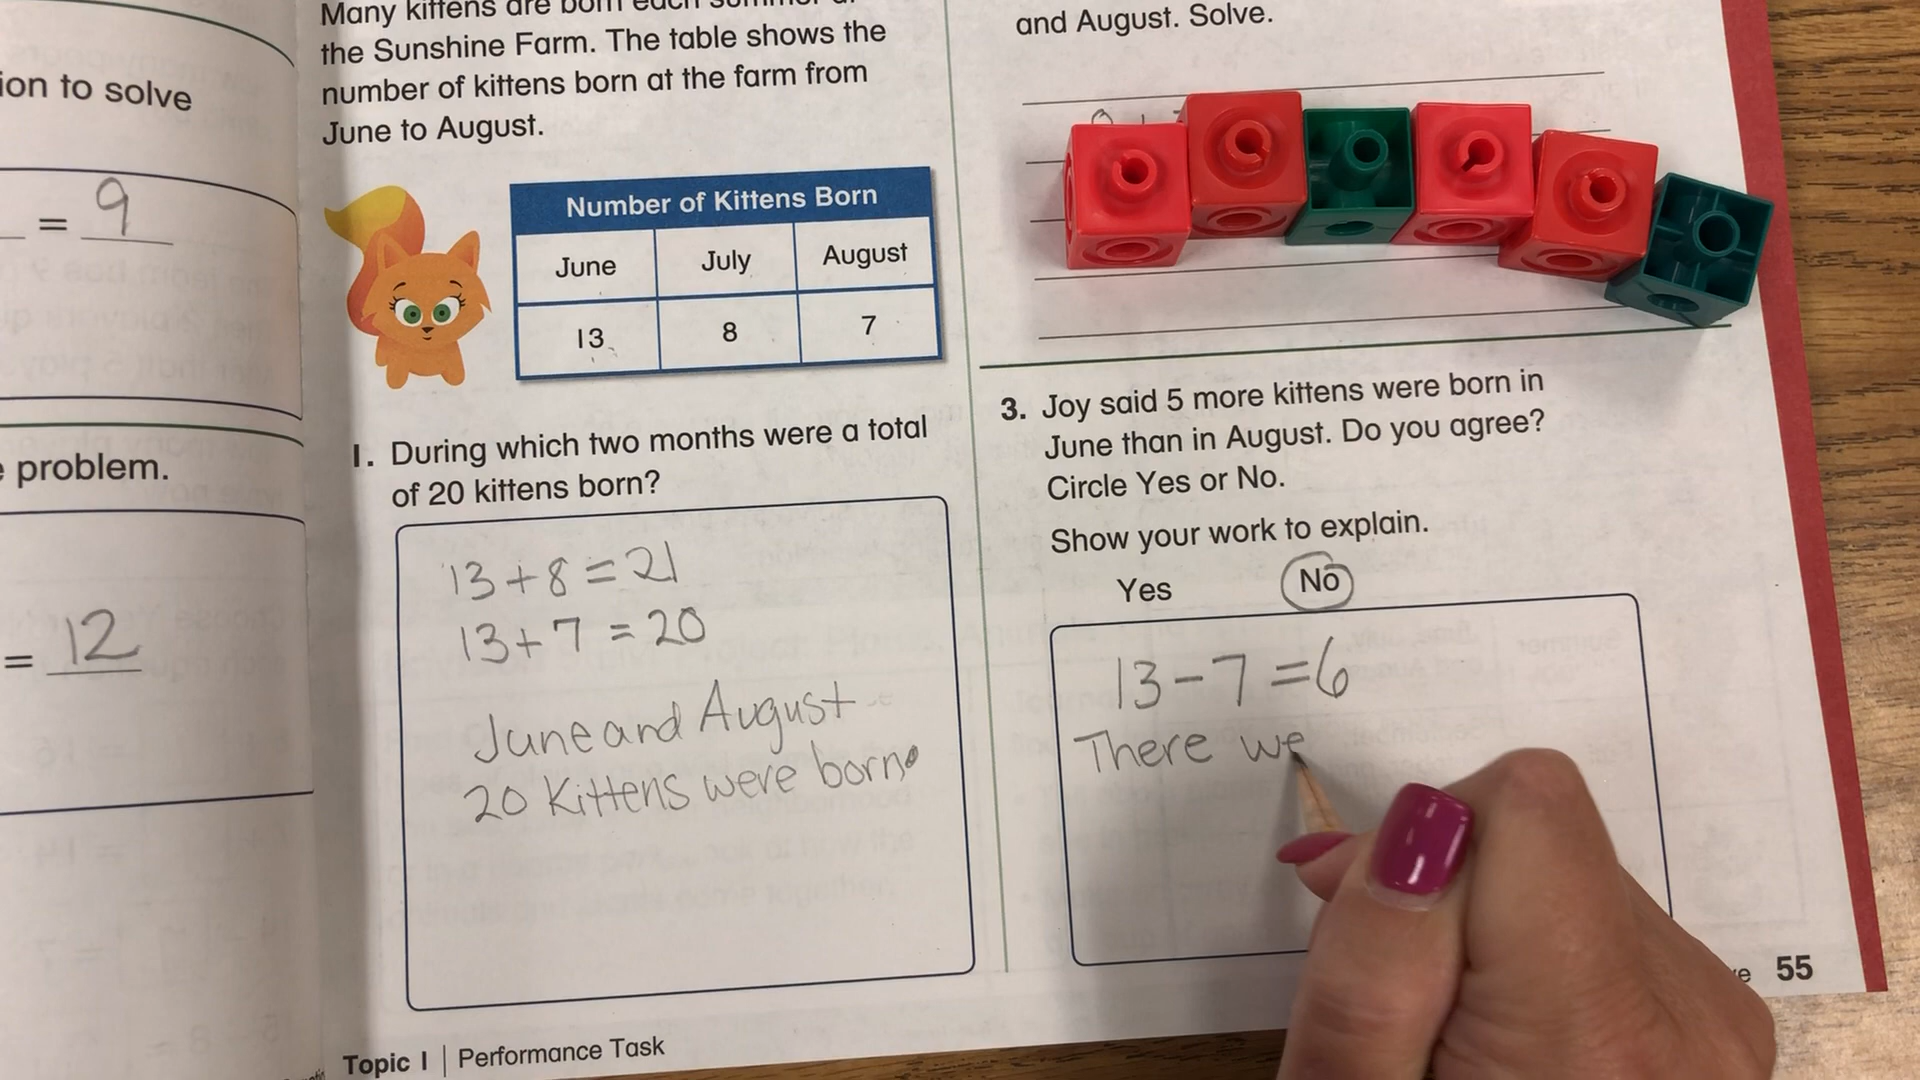 ion to solve
= 9
problem.
= 12
Many kittens are born each summer at
the Sunshine Farm. The table shows the
number of kittens born at the farm from
June to August.
Number of Kittens Born
June July August
13 8 7
1. During which two months were a total
of 20 kittens born?
13+8=21
13+7=20
June and August
20 Kittens were born.
Topic 1 | Performance Task
and August. Solve.
3. Joy said 5 more kittens were born in
June than in August. Do you agree?
Circle Yes or No.
Show your work to explain.
Yes No
13-7=6
There we
55